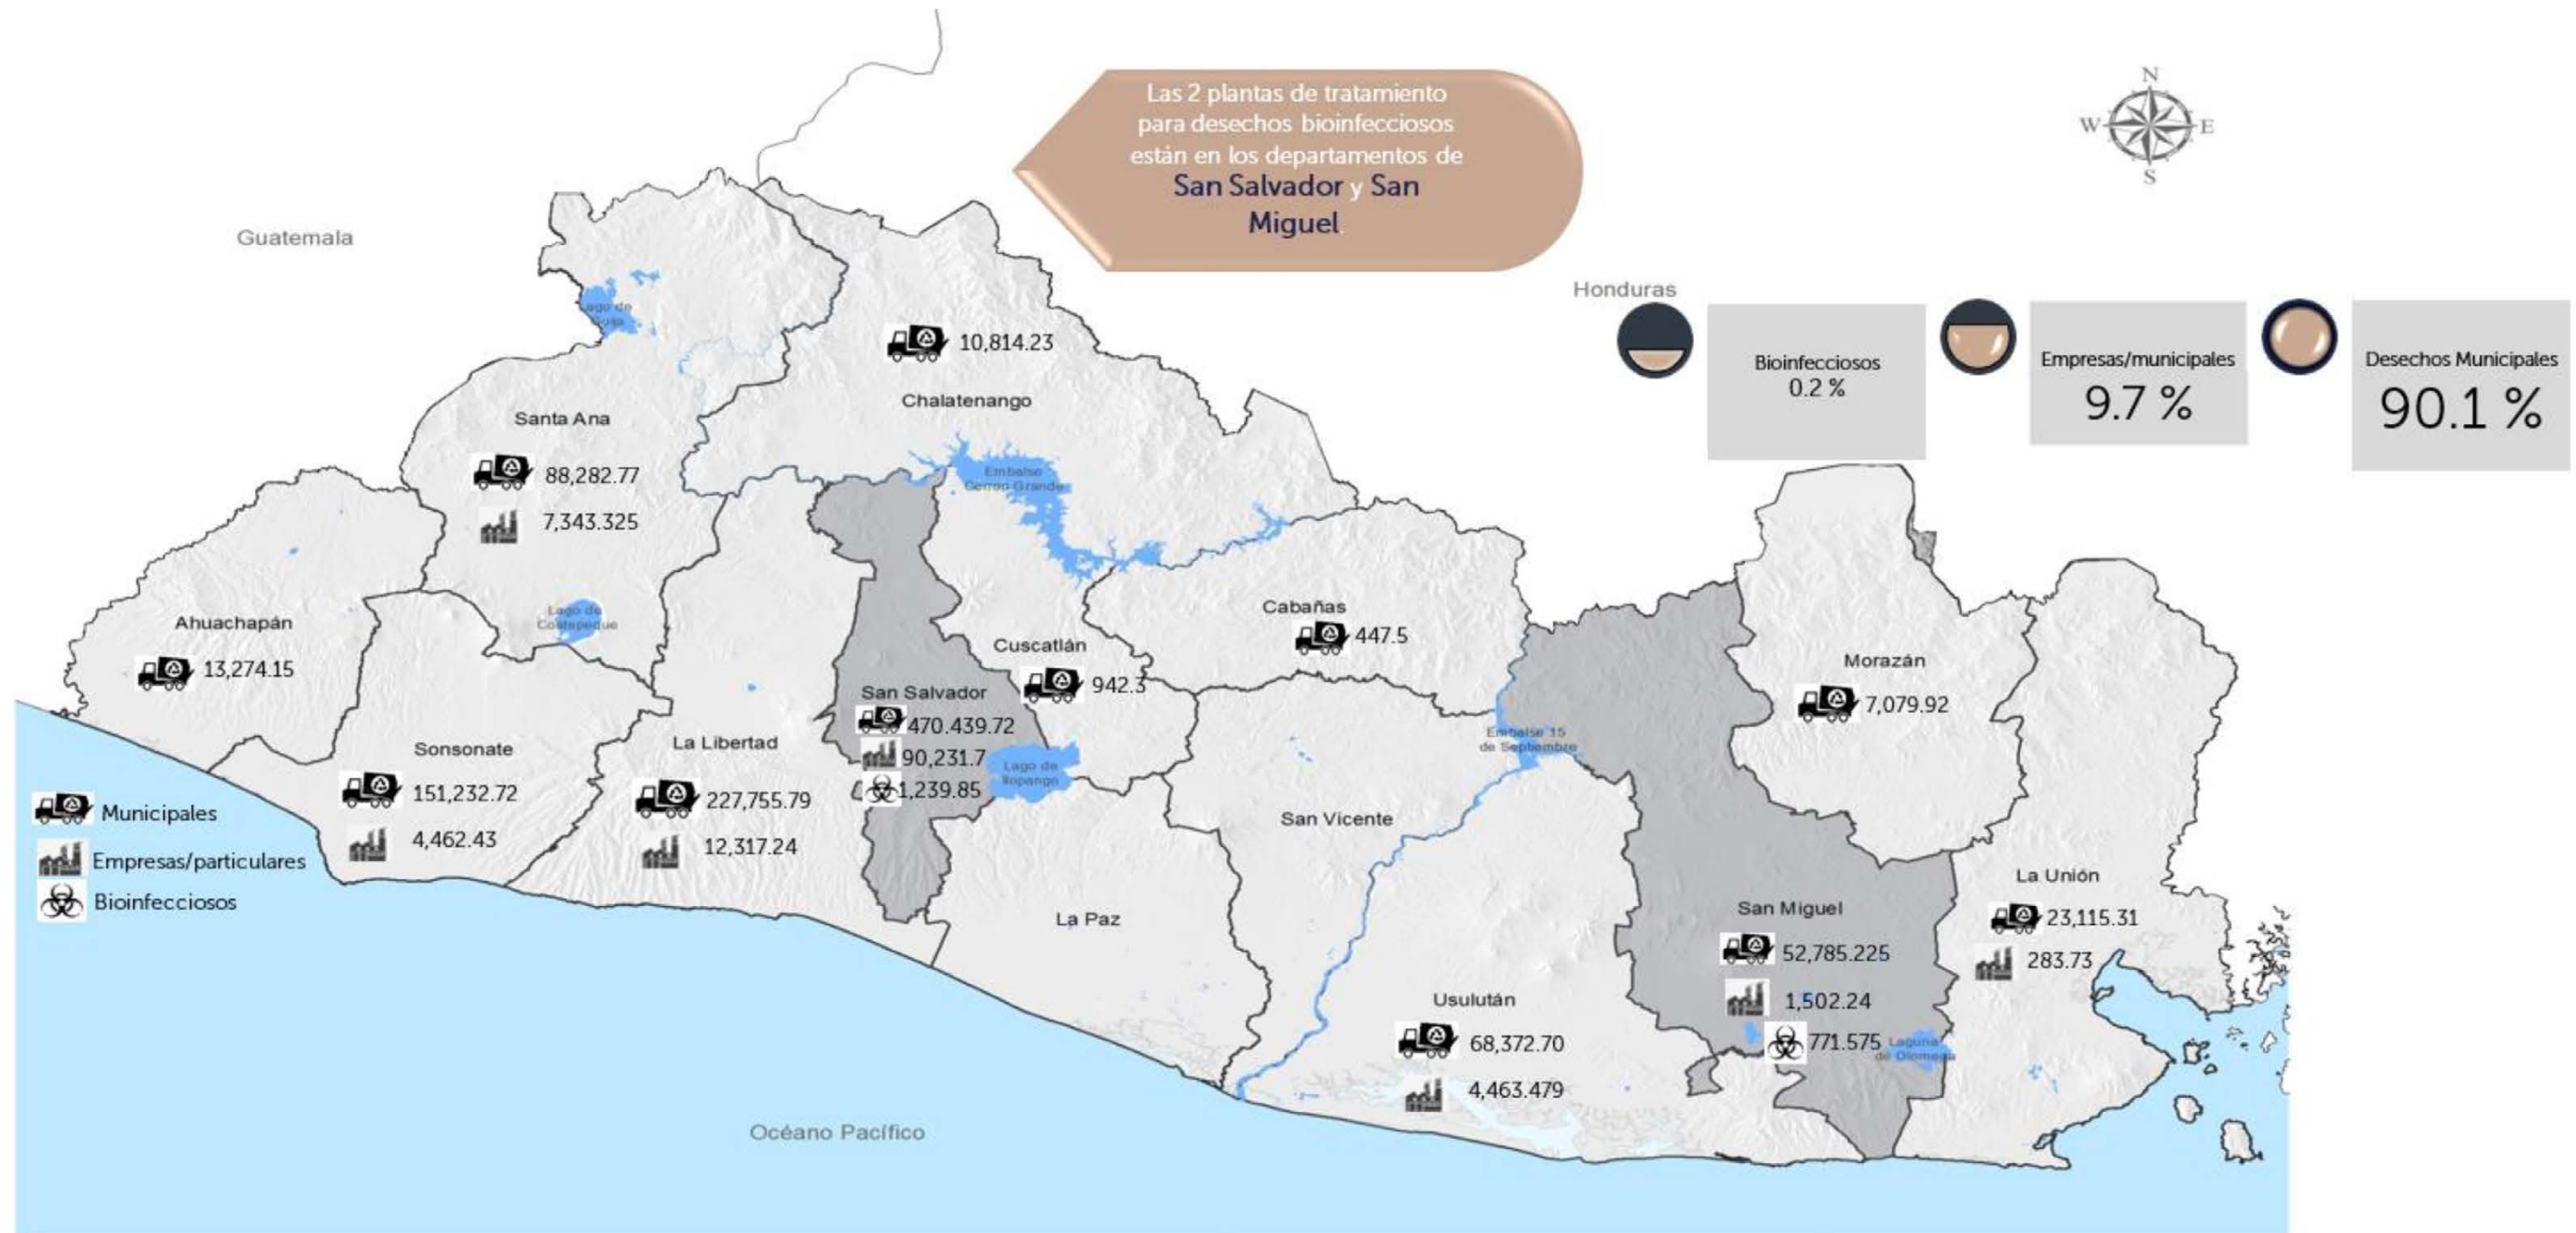 Las 2 plantas de tratamiento
para desechos bioinfecciosos
están en los departamentos de
San Salvador y San
Miguel
N
W
E
S
Guatemala
Honduras
Bioinfecciosos
0.2 %
Empresas/municipales
9.7 %
Desechos Municipales
90.1 %
Lago de
10,814.23
Chalatenango
Santa Ana
88,282.77
7,343.325
Embalse
Cerron Grande
Lago de
Coatepeque
Ahuachapán
13,274.15
Cabañas
447.5
Cuscatlán
942.3
Morazán
7,079.92
San Salvador
470.439.72
90,231.7
1,239.85
Lago de
Ilopango
Embalse 15
de Septiembre
Sonsonate
151,232.72
4,462.43
La Libertad
227,755.79
12,317.24
San Vicente
La Paz
Municipales
Empresas/particulares
Bioinfecciosos
La Unión
23,115.31
283.73
San Miguel
52,785.225
1,502.24
771.575
Laguna
de Olomega
Usulután
68,372.70
4,463.479
Océano Pacífico